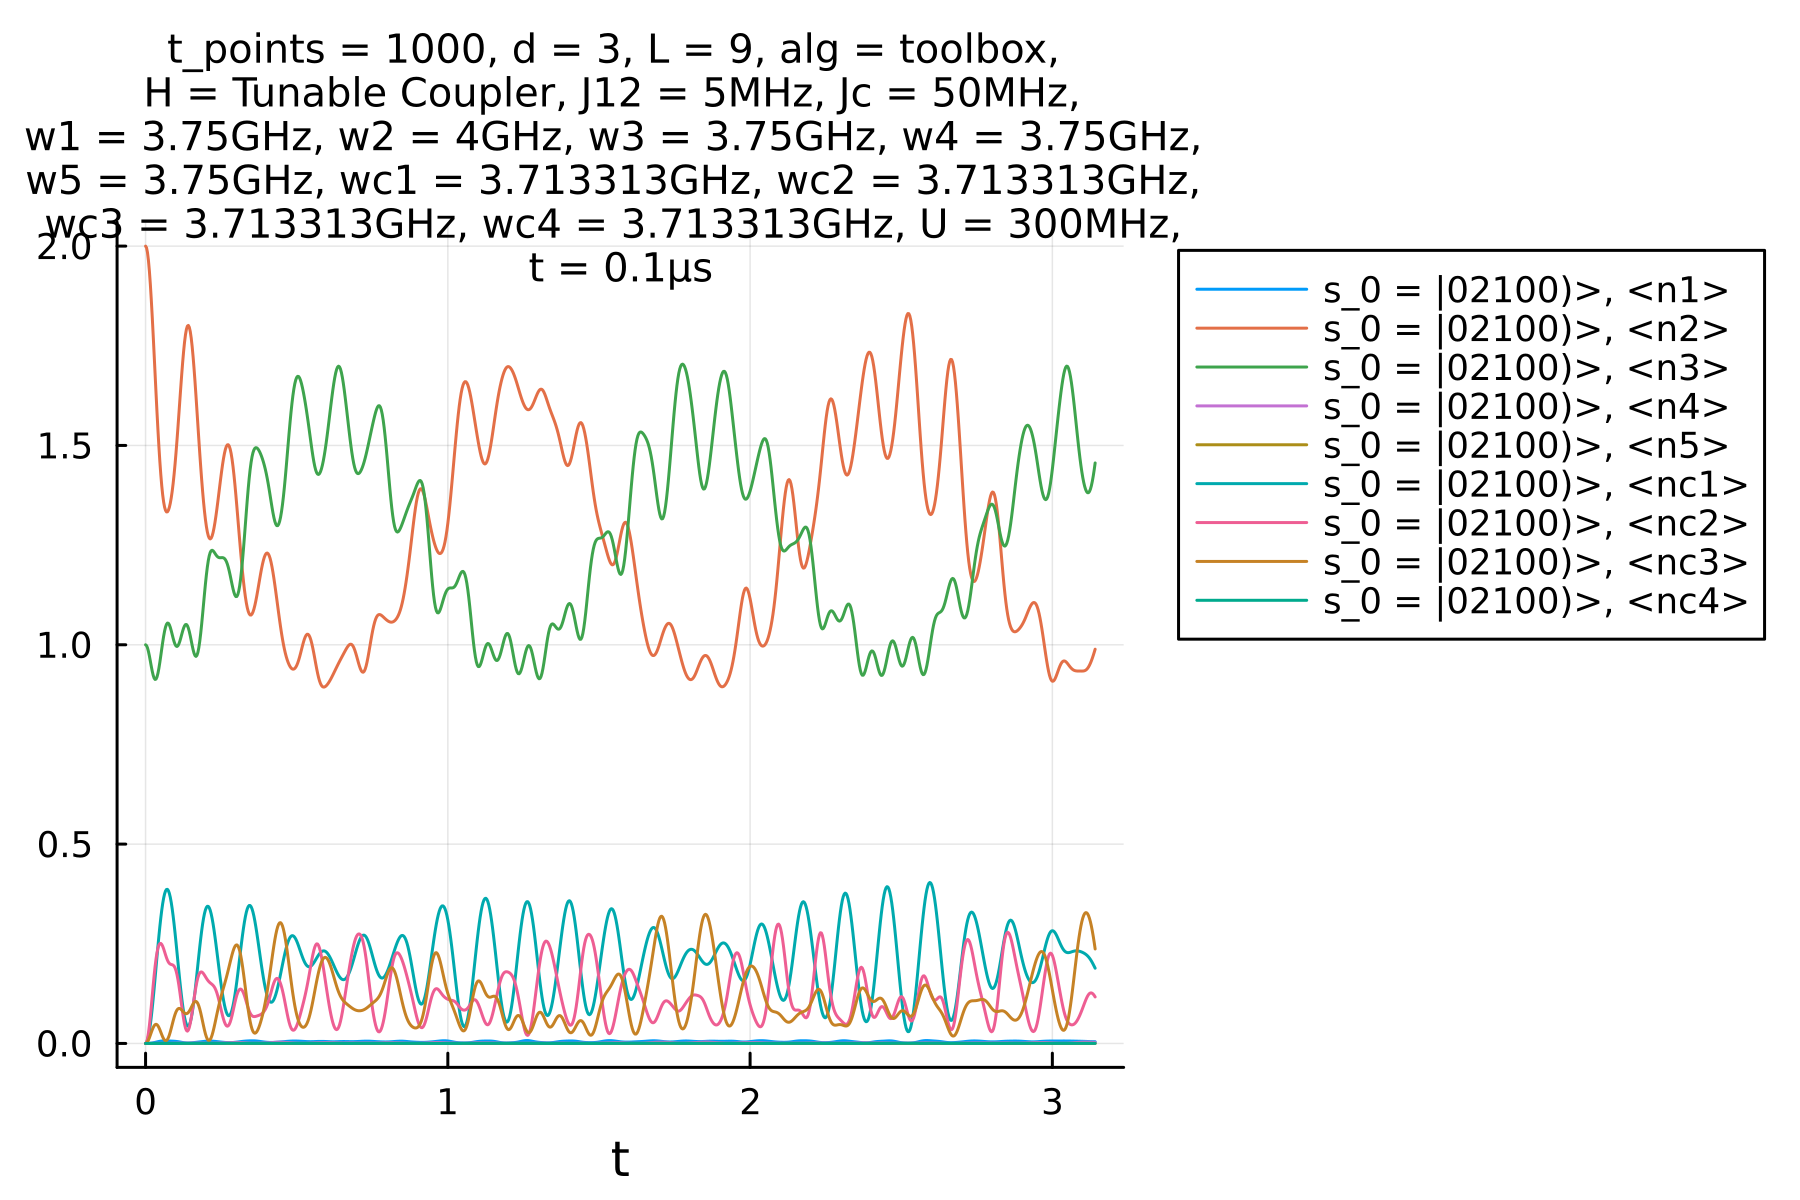 t_points = 1000, d = 3, L = 9, alg = toolbox,
H = Tunable Coupler, J12 = 5MHz, Jc = 50MHz,
w1 = 3.75GHz, w2 = 4GHz, w3 = 3.75GHz, w4 = 3.75GHz,
w5 = 3.75GHz, wc1 = 3.713313GHz, wc2 = 3.713313GHz,
wc3 = 3.713313GHz, wc4 = 3.713313GHz, U = 300MHz,
t = 0.1μs
2.0
1.5
1.0
0.5
0.0
0 1 2 3
t
s_0 = |02100)>, <n1>
s_0 = |02100)>, <n2>
s_0 = |02100)>, <n3>
s_0 = |02100)>, <n4>
s_0 = |02100)>, <n5>
s_0 = |02100)>, <nc1>
s_0 = |02100)>, <nc2>
s_0 = |02100)>, <nc3>
s_0 = |02100)>, <nc4>